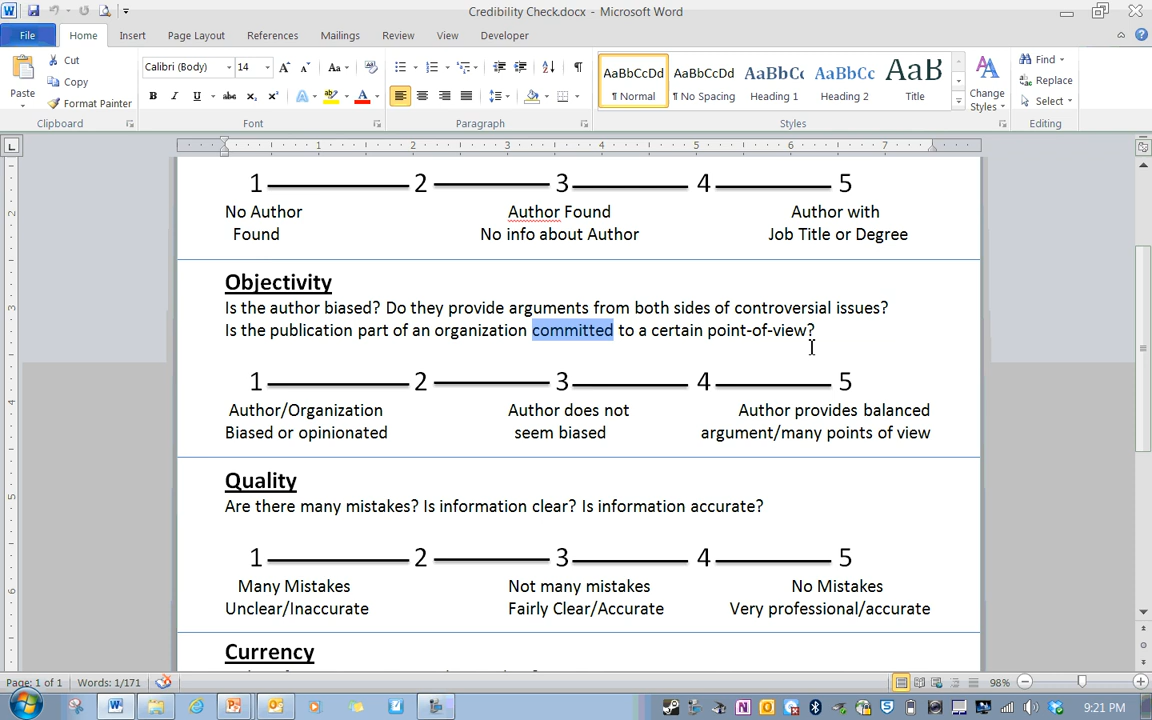 Credibility Check.docx - Microsoft Word
File Home Insert Page Layout References Mailings Review View Developer
Paste
Cut
Copy
Format Painter
Clipboard
Calibri (Body) 14
Font
Paragraph
AaBbCcDd AaBbCcDd AaBbCc AaBbCc AaB
¶ Normal ¶ No Spacing Heading 1 Heading 2 Title
Change Styles
Styles
Find
Replace
Select
Editing
1 2 3 4 5 6 7
1 2 3 4 5
No Author Author Found Author with
Found No info about Author Job Title or Degree
Objectivity
Is the author biased? Do they provide arguments from both sides of controversial issues?
Is the publication part of an organization committed to a certain point-of-view?
1 2 3 4 5
Author/Organization Author does not Author provides balanced
Biased or opinionated seem biased argument/many points of view
Quality
Are there many mistakes? Is information clear? Is information accurate?
1 2 3 4 5
Many Mistakes Not many mistakes No Mistakes
Unclear/Inaccurate Fairly Clear/Accurate Very professional/accurate
Currency
Page: 1 of 1 Words: 1/171 98%
9:21 PM